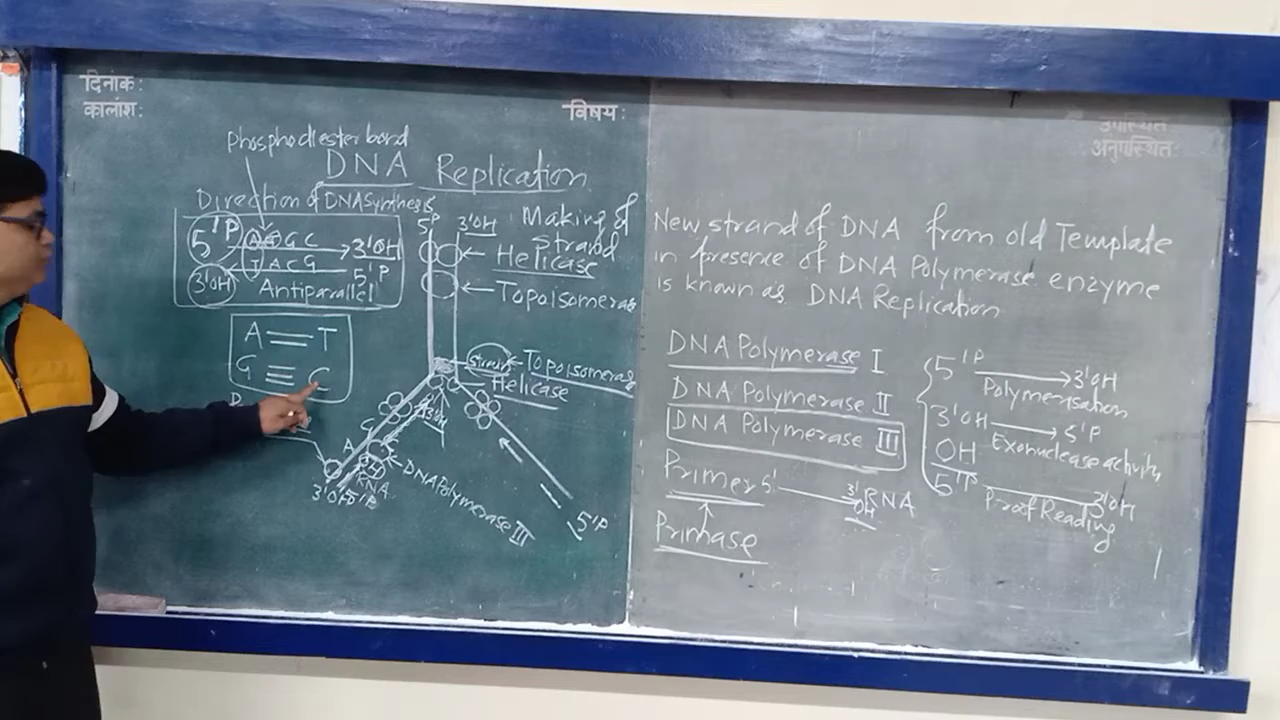 दिनांक:
कालांश:
विषय:
उपस्थित:
अनुपस्थित:
Phosphodiester bond
DNA Replication
Direction of DNA Synthesis
5'P GC 3'OH
3'OH TACG 5'P
Antiparallel
A = T
G ≡ C
5'P 3'OH
Making of
Strand
Helicase
Topoisomerase
Strain Topoisomerase
Helicase
3'OH
C
A
RNA
3'OH 5'P
DNA Polymerase III
5'P
New strand of DNA from old Template
in presence of DNA Polymerase enzyme
is known as DNA Replication
DNA Polymerase I
DNA Polymerase II
DNA Polymerase III
Primer 5' 3' RNA
OH
Primase
5'P 3'OH
Polymerisation
3'OH 5'P
Exonuclease activity
OH
5'P 3'OH
Proof Reading